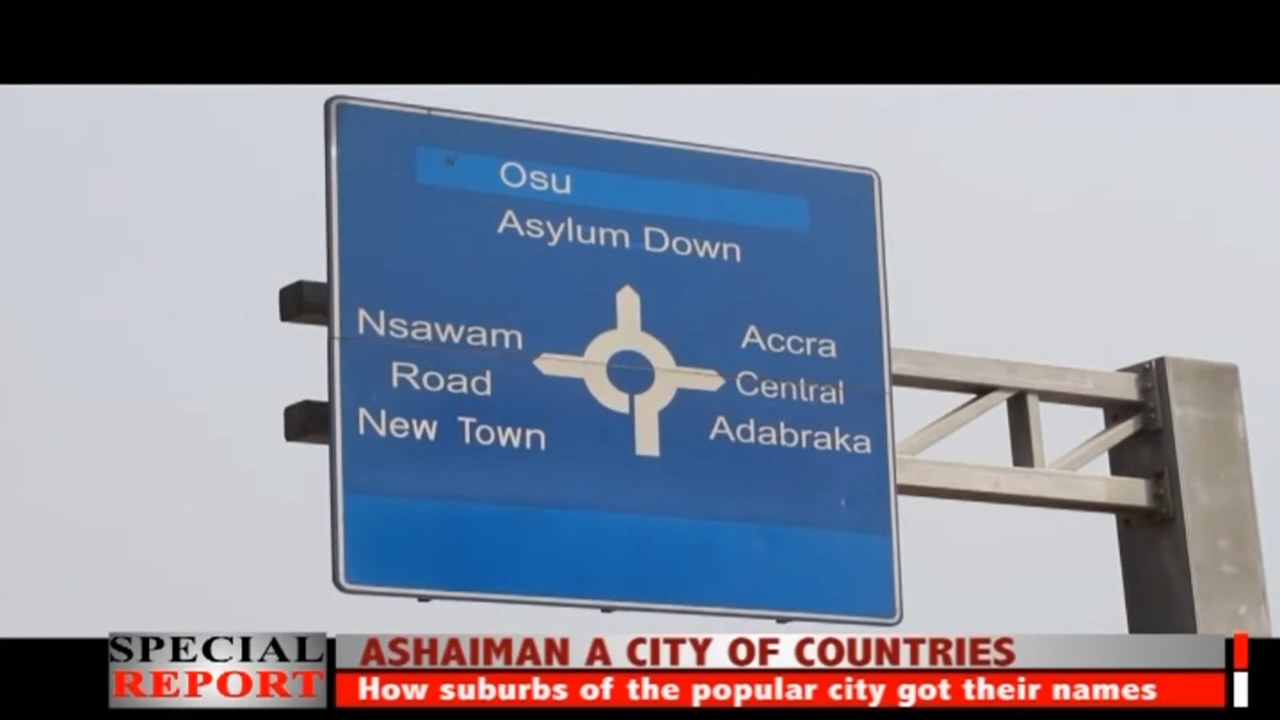 Osu
Asylum Down
Nsawam
Road
New Town
Accra
Central
Adabraka
SPECIAL
REPORT
ASHAIMAN A CITY OF COUNTRIES
How suburbs of the popular city got their names